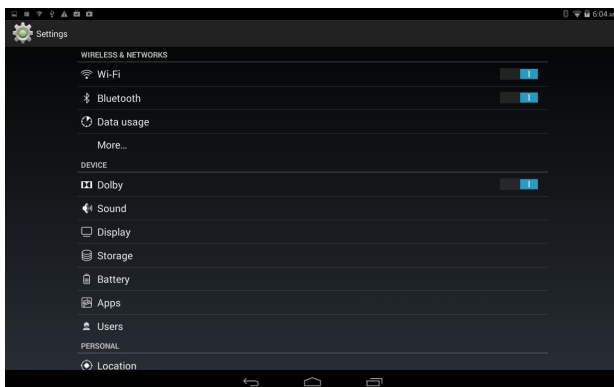 6:04 AM
Settings
WIRELESS & NETWORKS
Wi-Fi
Bluetooth
Data usage
More...
DEVICE
Dolby
Sound
Display
Storage
Battery
Apps
Users
PERSONAL
Location